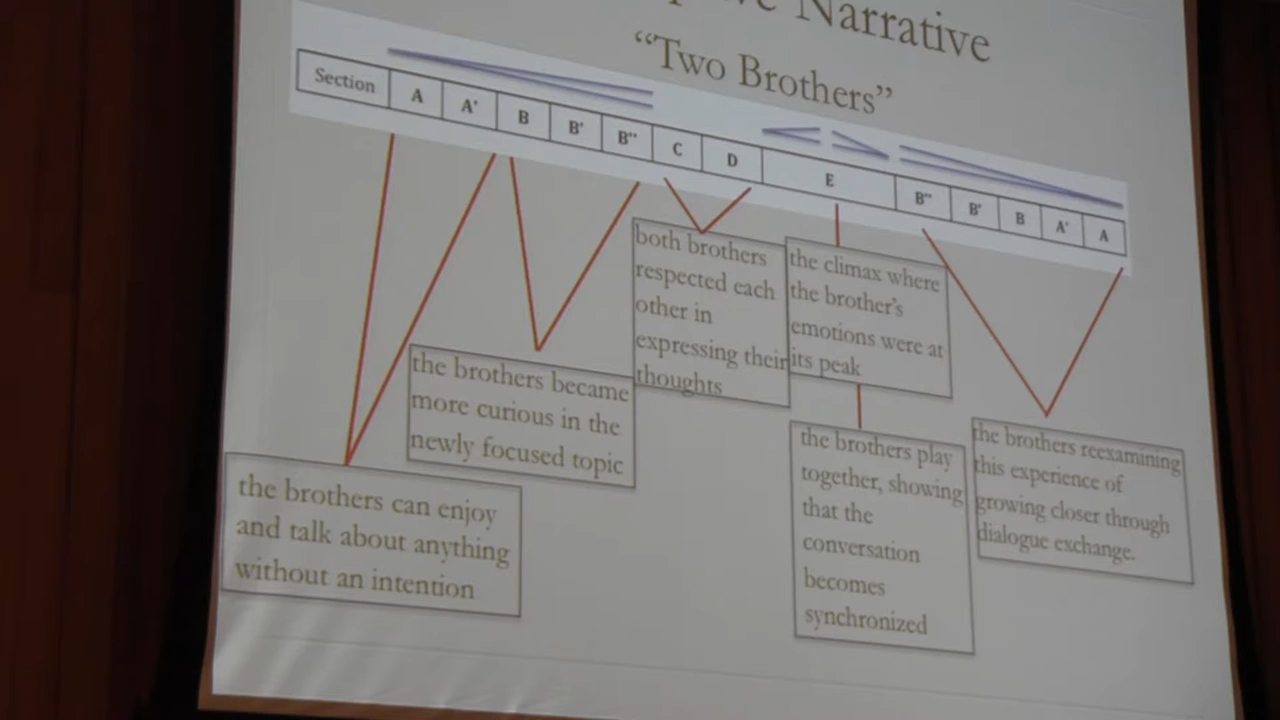 Narrative
“Two Brothers”
Section A A' B B' B'' C D E B'' B' B A' A
both brothers
respected each
other in
expressing their
thoughts
the climax where
the brother's
emotions were at
its peak
the brothers became
more curious in the
newly focused topic
the brothers can enjoy
and talk about anything
without an intention
the brothers play
together, showing
that the
conversation
becomes
synchronized
the brothers reexamining
this experience of
growing closer through
dialogue exchange.